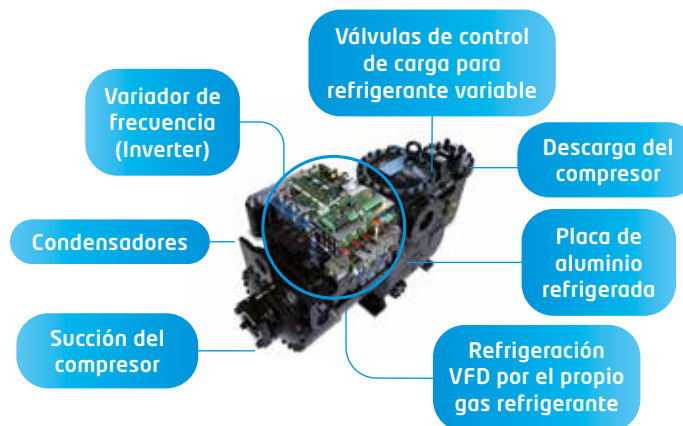 Válvulas de control
de carga para
refrigerante variable
Variador de
frecuencia
(Inverter)
Descarga del
compresor
Condensadores
Placa de
aluminio
refrigerada
Succión del
compresor
Refrigeración
VFD por el propio
gas refrigerante